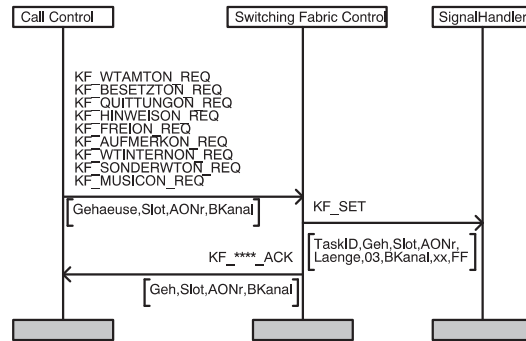 Call Control
Switching Fabric Control
SignalHandler
KF_WTAMTON_REQ
KF_BESETZTON_REQ
KF_QUITTUNGON_REQ
KF_HINWEISON_REQ
KF_FREION_REQ
KF_AUFMERKON_REQ
KF_WTINTERNON_REQ
KF_SONDERWTON_REQ
KF_MUSICON_REQ
[Gehaeuse,Slot,AONr,BKanal]
KF_SET
[TaskID,Geh,Slot,AONr,
Laenge,03,BKanal,xx,FF]
KF_****_ACK
[Geh,Slot,AONr,BKanal]